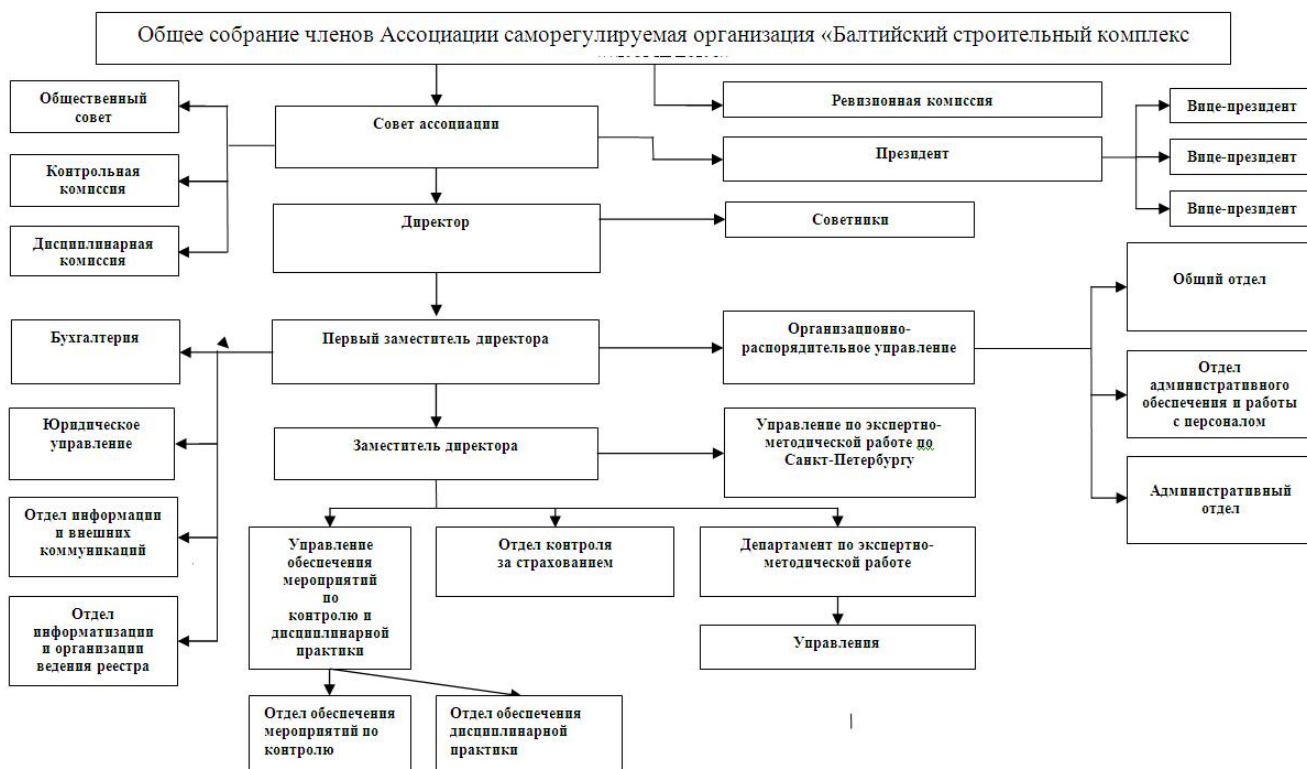 Общее собрание членов Ассоциации саморегулируемая организация «Балтийский строительный комплекс
Общественный
совет
Совет ассоциации
Ревизионная комиссия
Вице-президент
Президент
Вице-президент
Контрольная
комиссия
Вице-президент
Директор
Советники
Дисциплинарная
комиссия
Общий отдел
Бухгалтерия
Первый заместитель директора
Организационно-
распорядительное управление
Отдел
административного
обеспечения и работы
с персоналом
Юридическое
управление
Заместитель
директора
Управление по экспертно-
методической работе по
Санкт-Петербургу
Административный
отдел
Отдел информации
и внешних
коммуникаций
Управление
обеспечения
мероприятий
по
контролю и
дисциплинарной
практики
Отдел контроля
за страхованием
Департамент по экспертно-
методической работе
Отдел
информатизации
и организации
ведения реестра
Управления
Отдел обеспечения
мероприятий по
контролю
Отдел обеспечения
дисциплинарной
практики